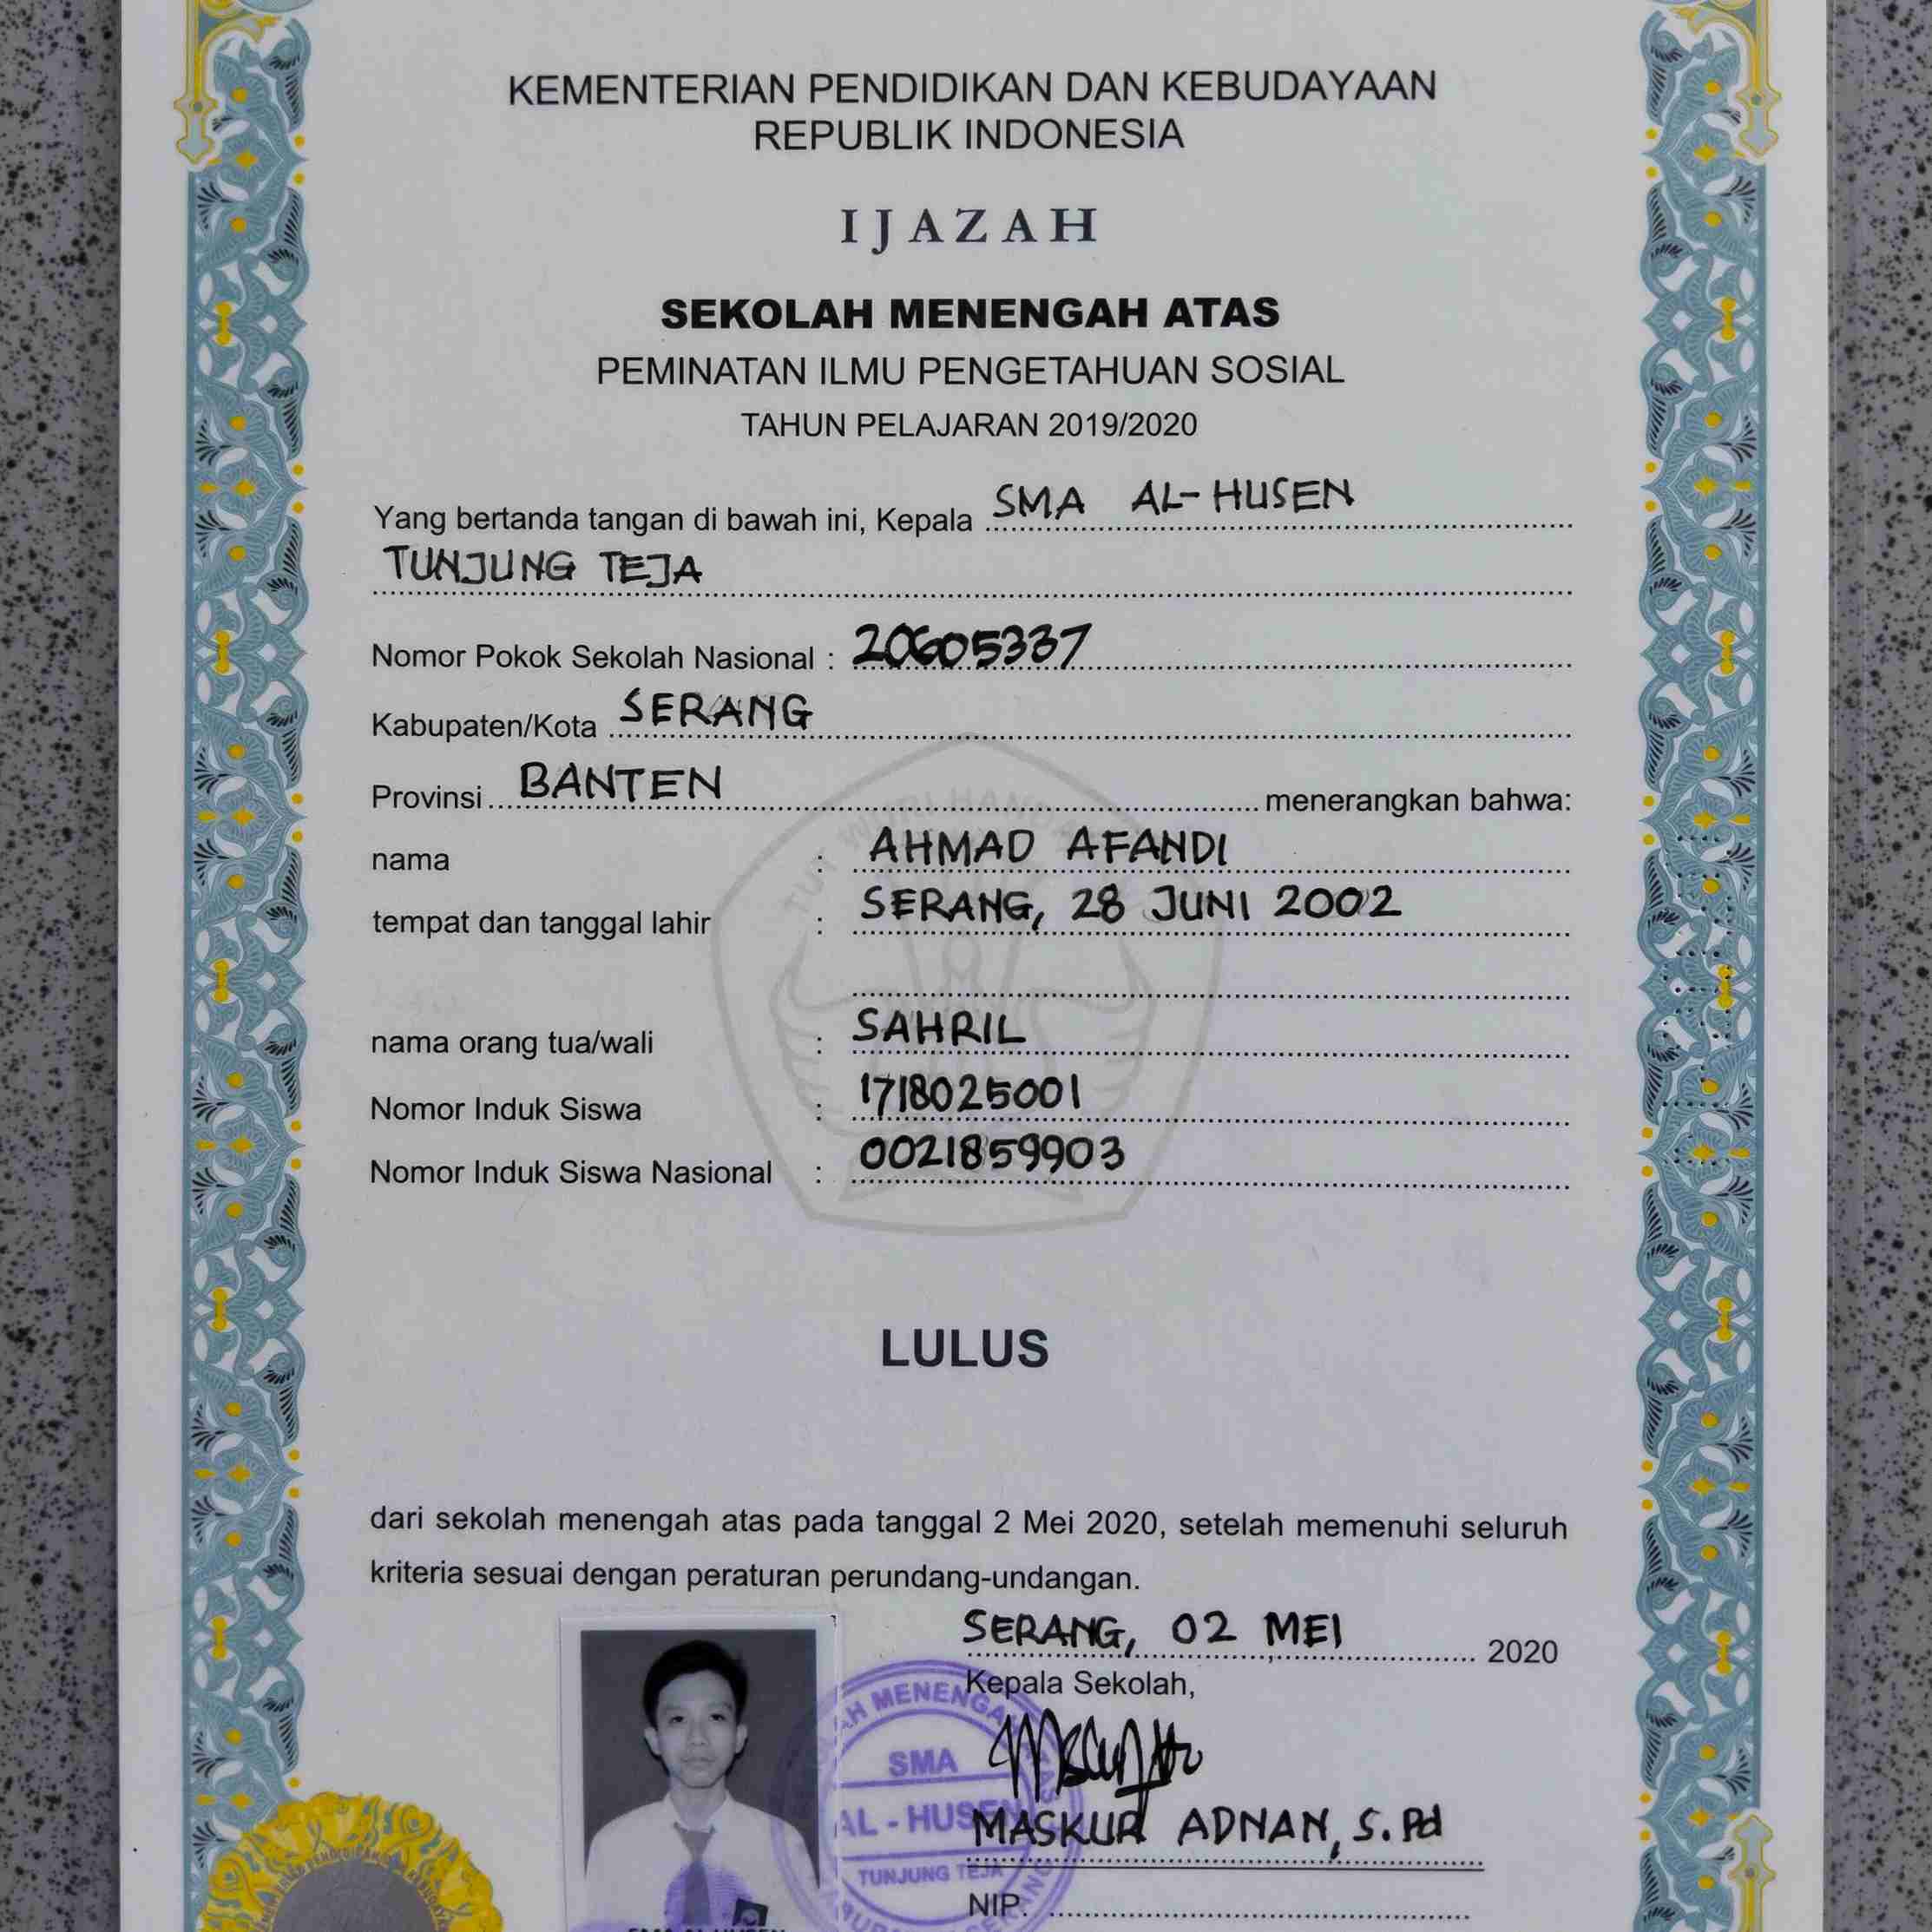 KEMENTERIAN PENDIDIKAN DAN KEBUDAYAAN
REPUBLIK INDONESIA
IJAZAH
SEKOLAH MENENGAH ATAS
PEMINATAN ILMU PENGETAHUAN SOSIAL
TAHUN PELAJARAN 2019/2020
Yang bertanda tangan di bawah ini, Kepala SMA AL-HUSEN
TUNJUNG TEJA
Nomor Pokok Sekolah Nasional : 20605337
Kabupaten/Kota SERANG
Provinsi BANTEN menerangkan bahwa:
nama : AHMAD AFANDI
tempat dan tanggal lahir : SERANG, 28 JUNI 2002
nama orang tua/wali : SAHRIL
Nomor Induk Siswa : 1718025001
Nomor Induk Siswa Nasional : 0021859903
TUT WURI
LULUS
dari sekolah menengah atas pada tanggal 2 Mei 2020, setelah memenuhi seluruh
kriteria sesuai dengan peraturan perundang-undangan.
SERANG, 02 MEI 2020
Kepala Sekolah,
MASKUR ADNAN, S.Pd
NIP.
SMA
AL - HUSEN
TUNJUNG TEJA